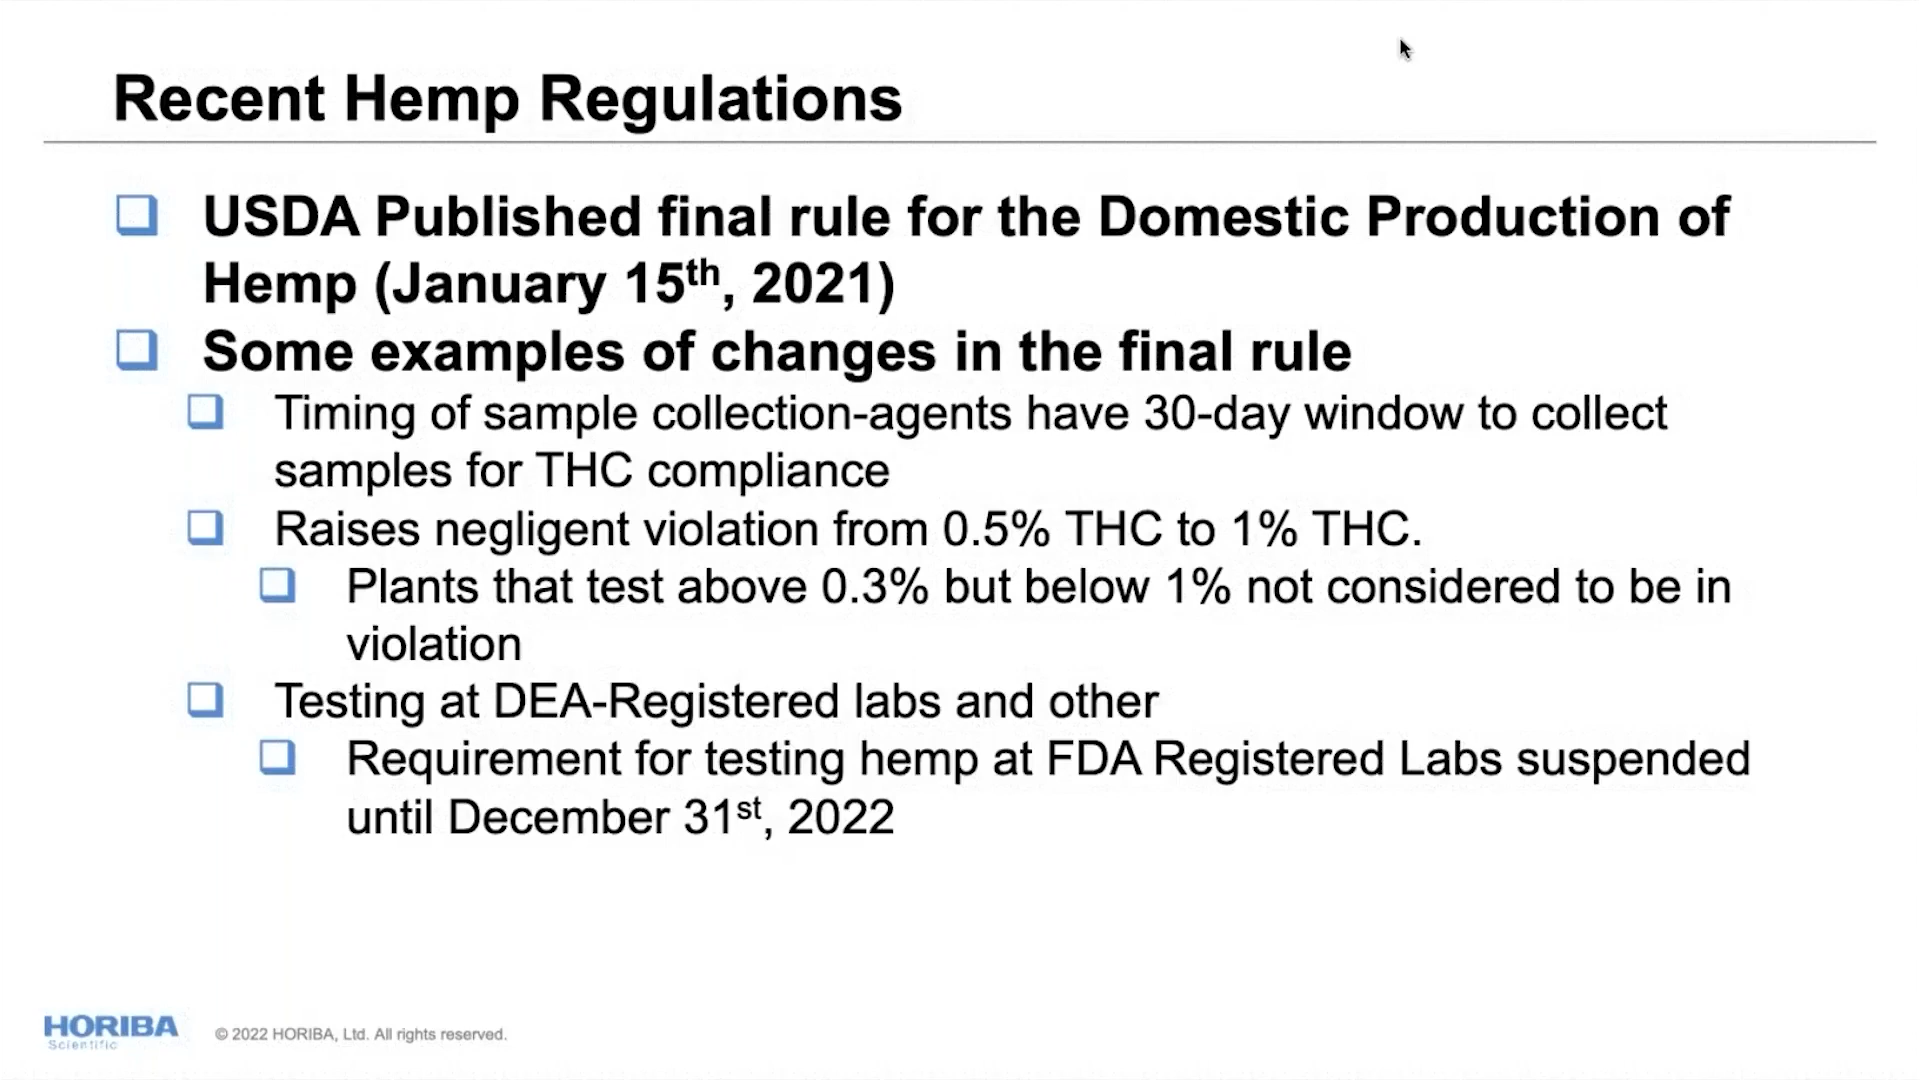 Recent Hemp Regulations
USDA Published final rule for the Domestic Production of
Hemp (January 15th, 2021)
Some examples of changes in the final rule
Timing of sample collection-agents have 30-day window to collect
samples for THC compliance
Raises negligent violation from 0.5% THC to 1% THC.
Plants that test above 0.3% but below 1% not considered to be in
violation
Testing at DEA-Registered labs and other
Requirement for testing hemp at FDA Registered Labs suspended
until December 31st, 2022
HORIBA
Scientific
© 2022 HORIBA, Ltd. All rights reserved.